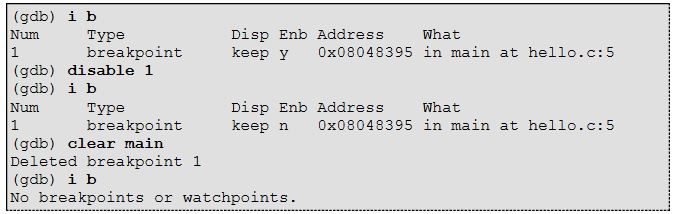 (gdb) i b
Num Type Disp Enb Address What
1 breakpoint keep y 0x08048395 in main at hello.c:5
(gdb) disable 1
(gdb) i b
Num Type Disp Enb Address What
1 breakpoint keep n 0x08048395 in main at hello.c:5
(gdb) clear main
Deleted breakpoint 1
(gdb) i b
No breakpoints or watchpoints.